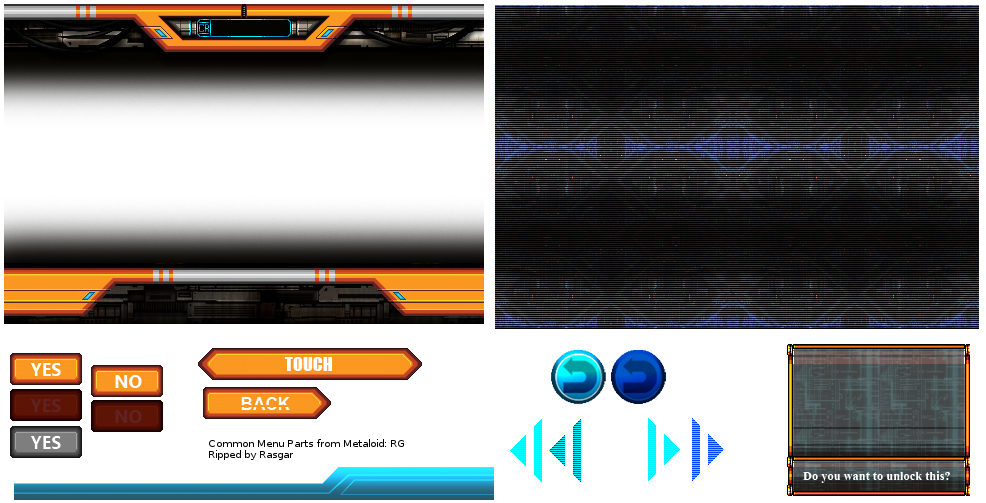 CR
YES
NO
TOUCH
YES
NO
BACK
YES
Common Menu Parts from Metaloid: RG
Ripped by Rasgar
Do you want to unlock this?